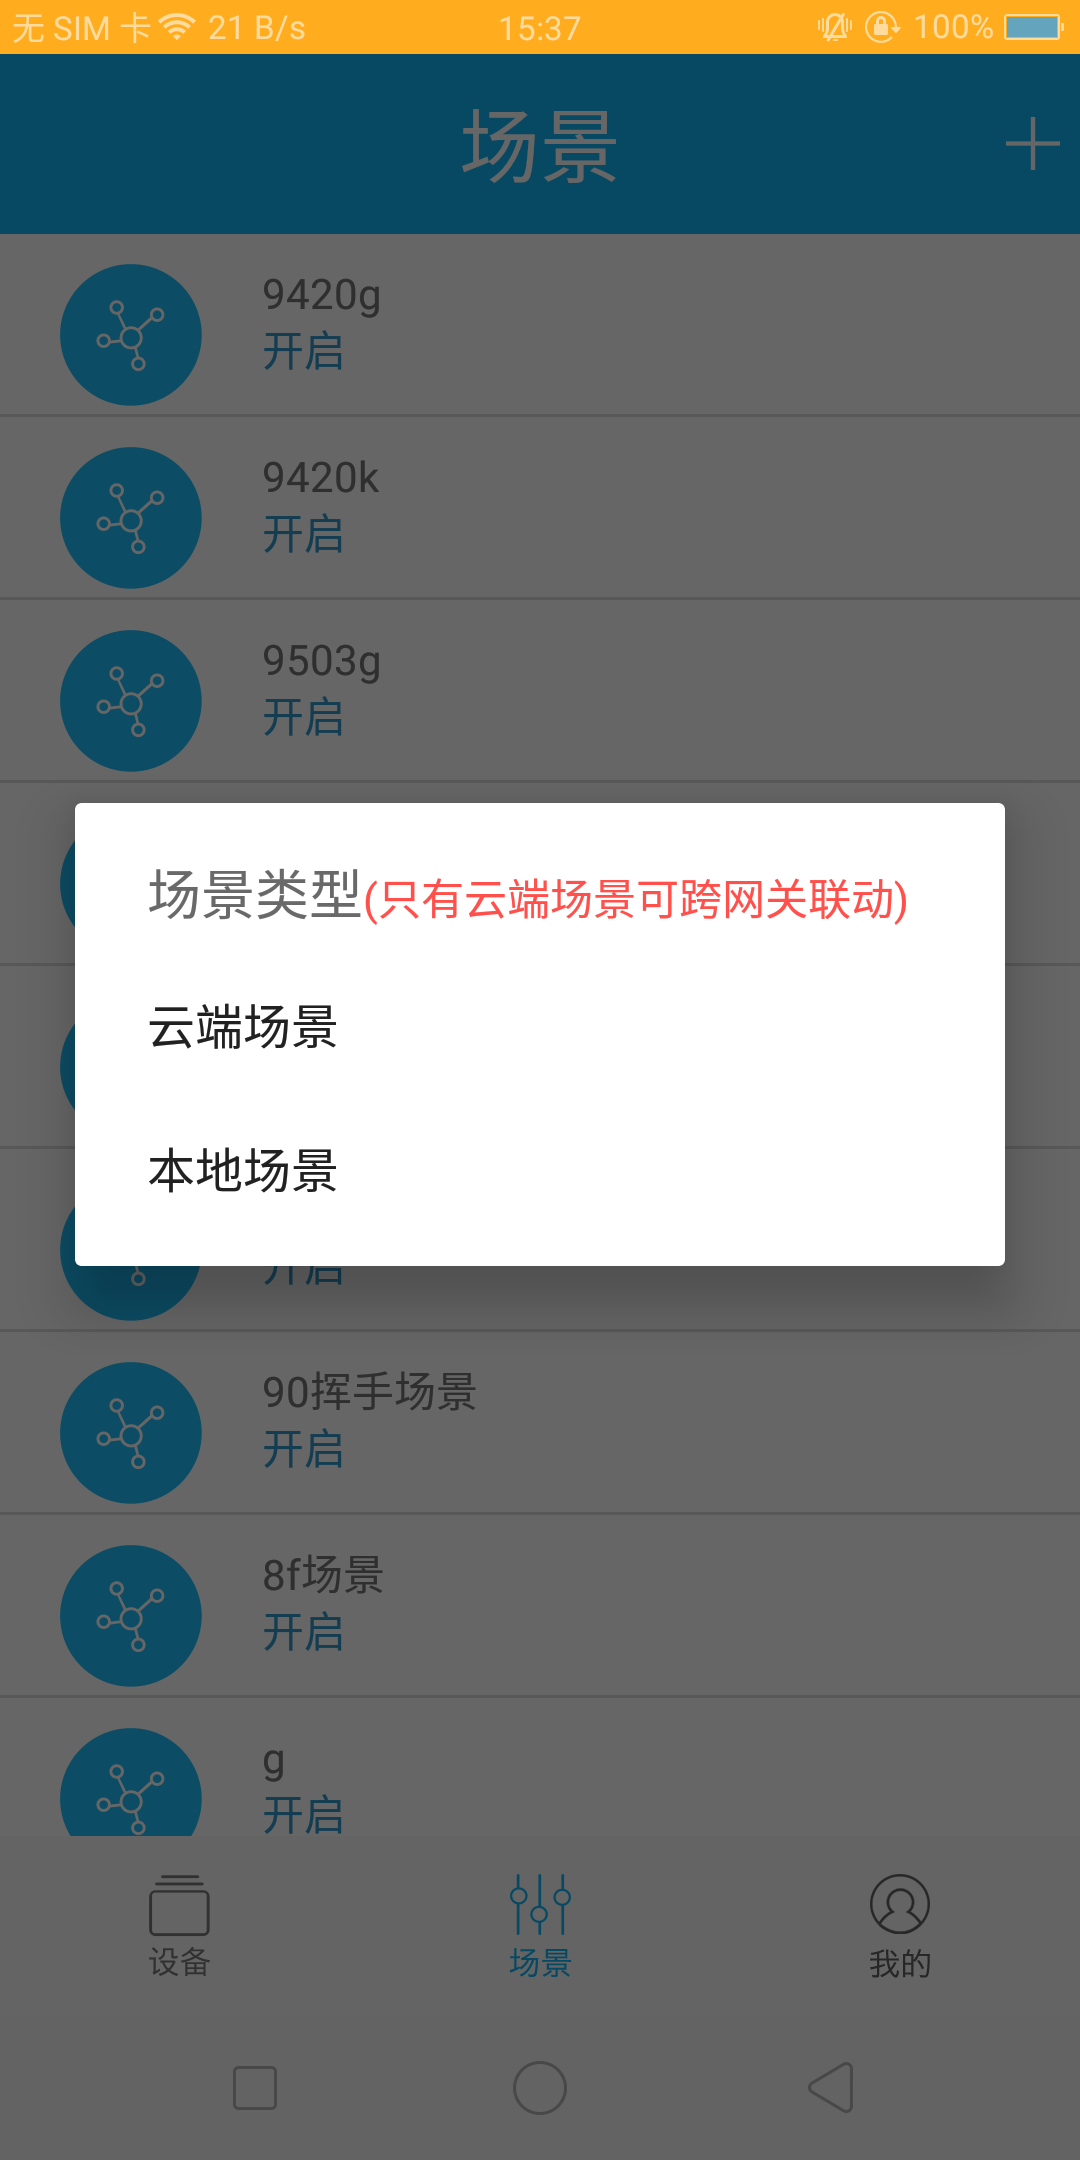 无 SIM 卡 21 B/s 15:37 100%
场景
9420g
开启
9420k
开启
9503g
开启
场景类型(只有云端场景可跨网关联动)
云端场景
本地场景
开启
90挥手场景
开启
8f场景
开启
g
开启
设备 场景 我的